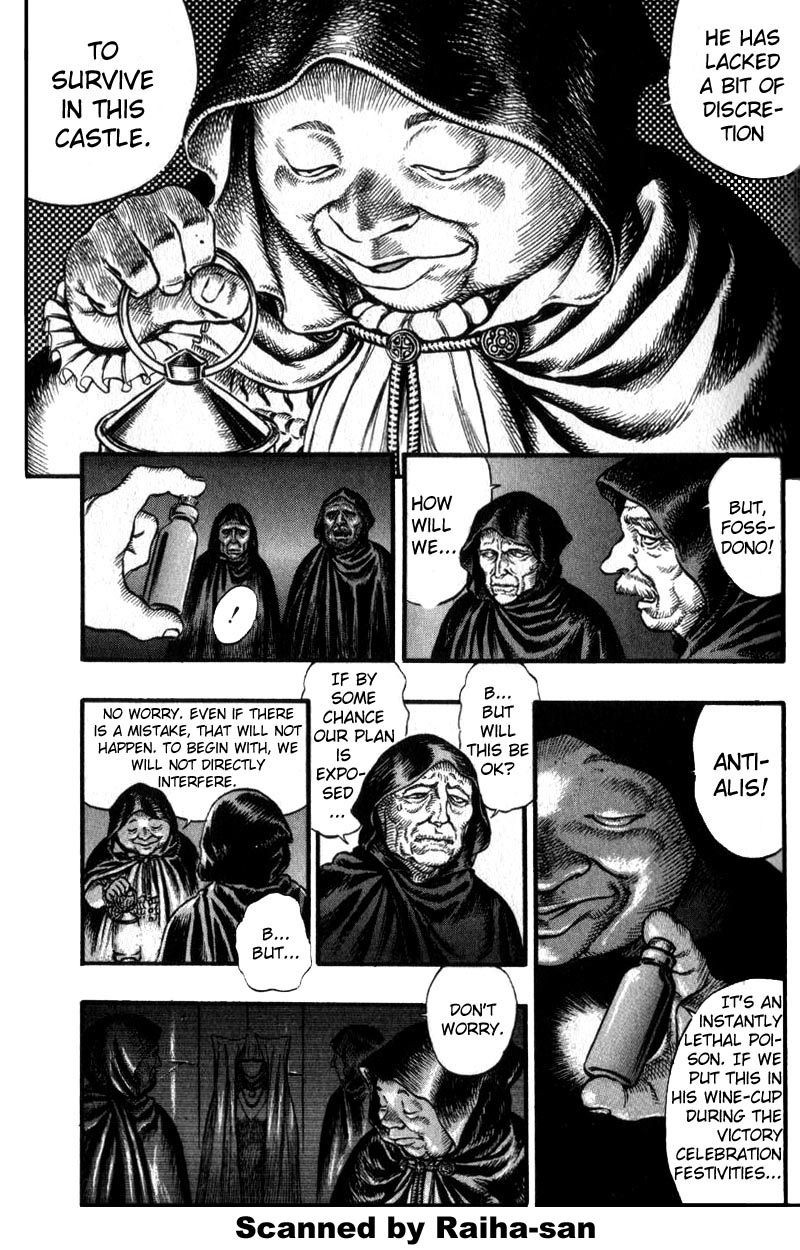 HE HAS
LACKED
A BIT OF
DISCRE-
TION
TO
SURVIVE
IN THIS
CASTLE.
BUT,
FOSS-
DONO!
HOW
WILL
WE...
!
ANTI-
ALIS!
IT'S AN
INSTANTLY
LETHAL POI-
SON. IF WE
PUT THIS IN
HIS WINE-CUP
DURING THE
VICTORY
CELEBRATION
FESTIVITIES...
B...
BUT
WILL
THIS BE
OK?
IF BY
SOME
CHANCE
OUR PLAN
IS
EXPO-
SED
...
NO WORRY. EVEN IF THERE
IS A MISTAKE, THAT WILL NOT
HAPPEN. TO BEGIN WITH, WE
WILL NOT DIRECTLY
INTERFERE.
B...
BUT...
DON'T
WORRY.
Scanned by Raiha-san